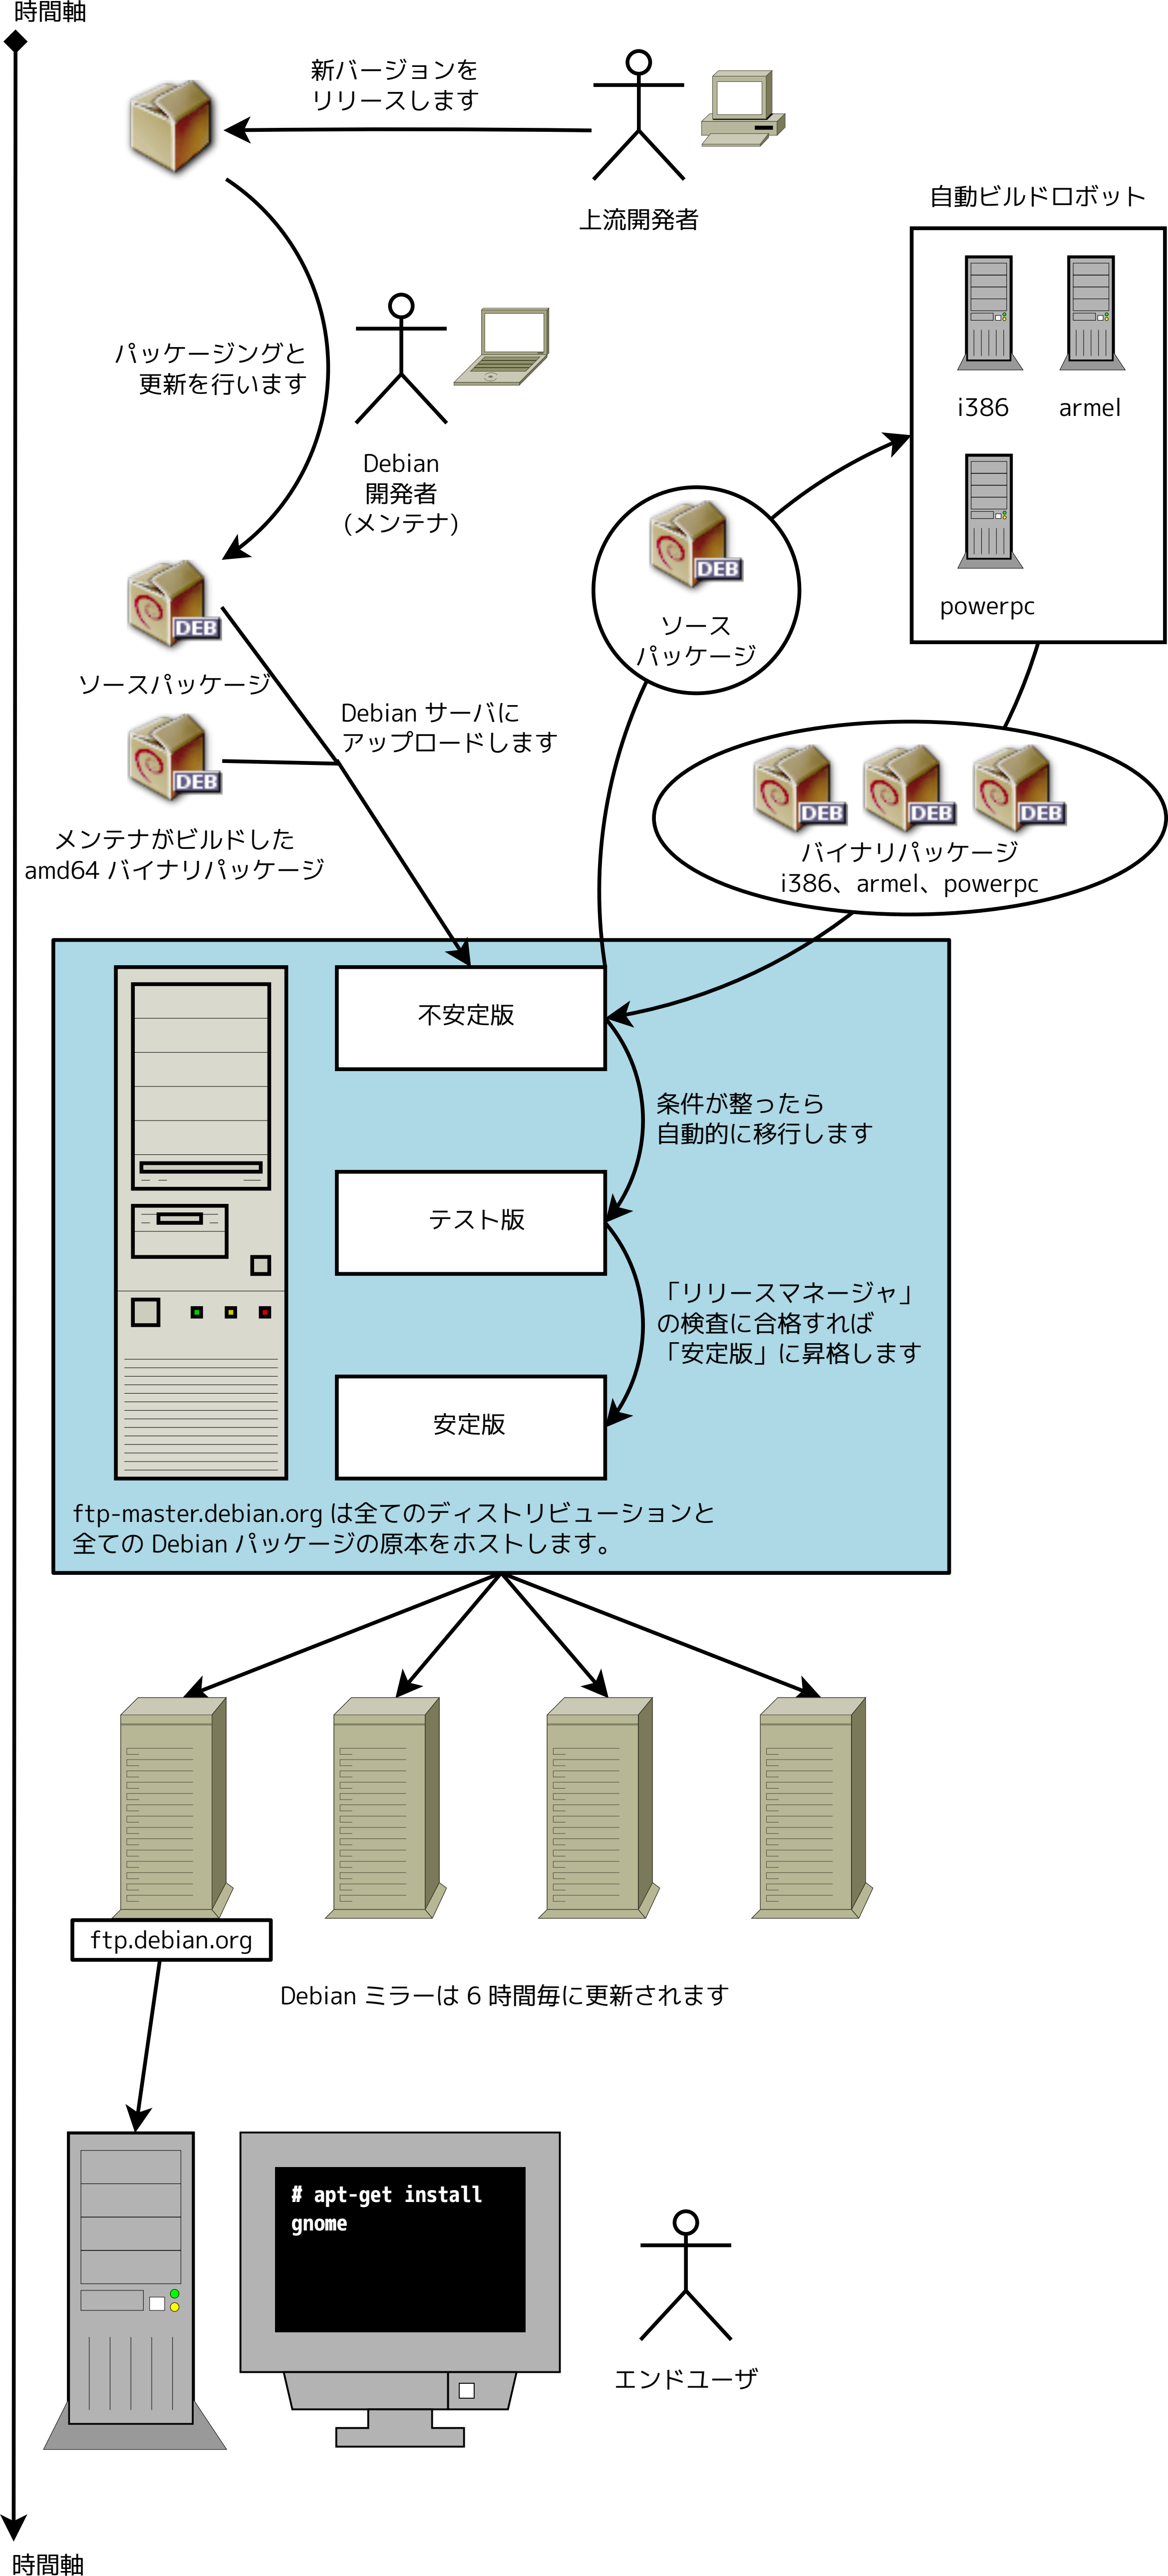 時間軸
新バージョンを
リリースします
上流開発者
自動ビルドロボット
i386
armel
powerpc
パッケージングと
更新を行います
Debian
開発者
(メンテナ)
DEB
ソース
パッケージ
DEB
ソースパッケージ
Debian サーバに
アップロードします
DEB
メンテナがビルドした
amd64 バイナリパッケージ
DEB
DEB
DEB
バイナリパッケージ
i386、armel、powerpc
不安定版
条件が整ったら
自動的に移行します
テスト版
「リリースマネージャ」
の検査に合格すれば
「安定版」に昇格します
安定版
ftp-master.debian.org は全てのディストリビューションと
全ての Debian パッケージの原本をホストします。
ftp.debian.org
Debian ミラーは 6 時間毎に更新されます
# apt-get install
gnome
エンドユーザ
時間軸